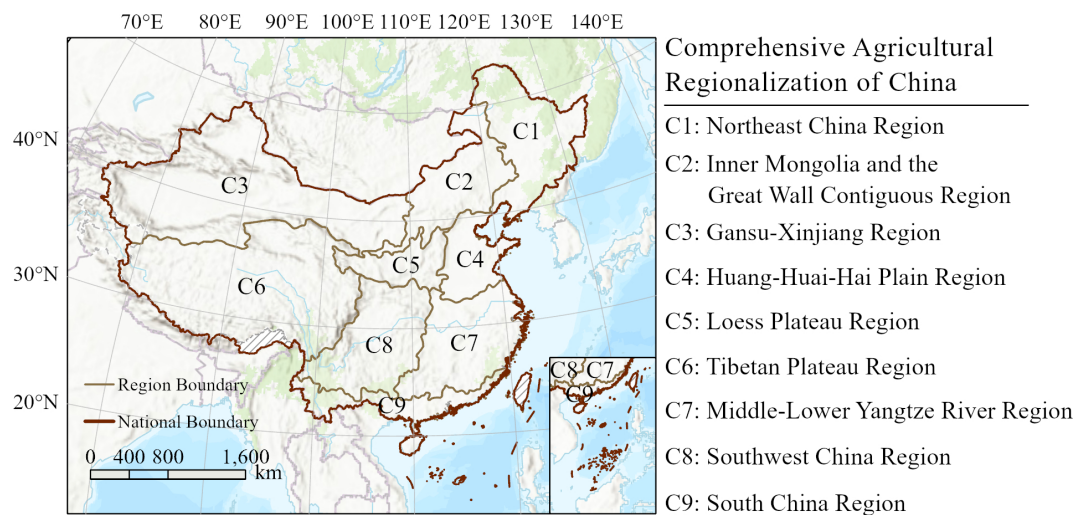 70°E 80°E 90°E 100°E 110°E 120°E 130°E 140°E
40°N
30°N
20°N
C1
C2
C3
C4
C5
C6
C8
C7
C9
C8 C7
C9
Region Boundary
National Boundary
0 400 800 1,600
km
Comprehensive Agricultural
Regionalization of China
C1: Northeast China Region
C2: Inner Mongolia and the
Great Wall Contiguous Region
C3: Gansu-Xinjiang Region
C4: Huang-Huai-Hai Plain Region
C5: Loess Plateau Region
C6: Tibetan Plateau Region
C7: Middle-Lower Yangtze River Region
C8: Southwest China Region
C9: South China Region